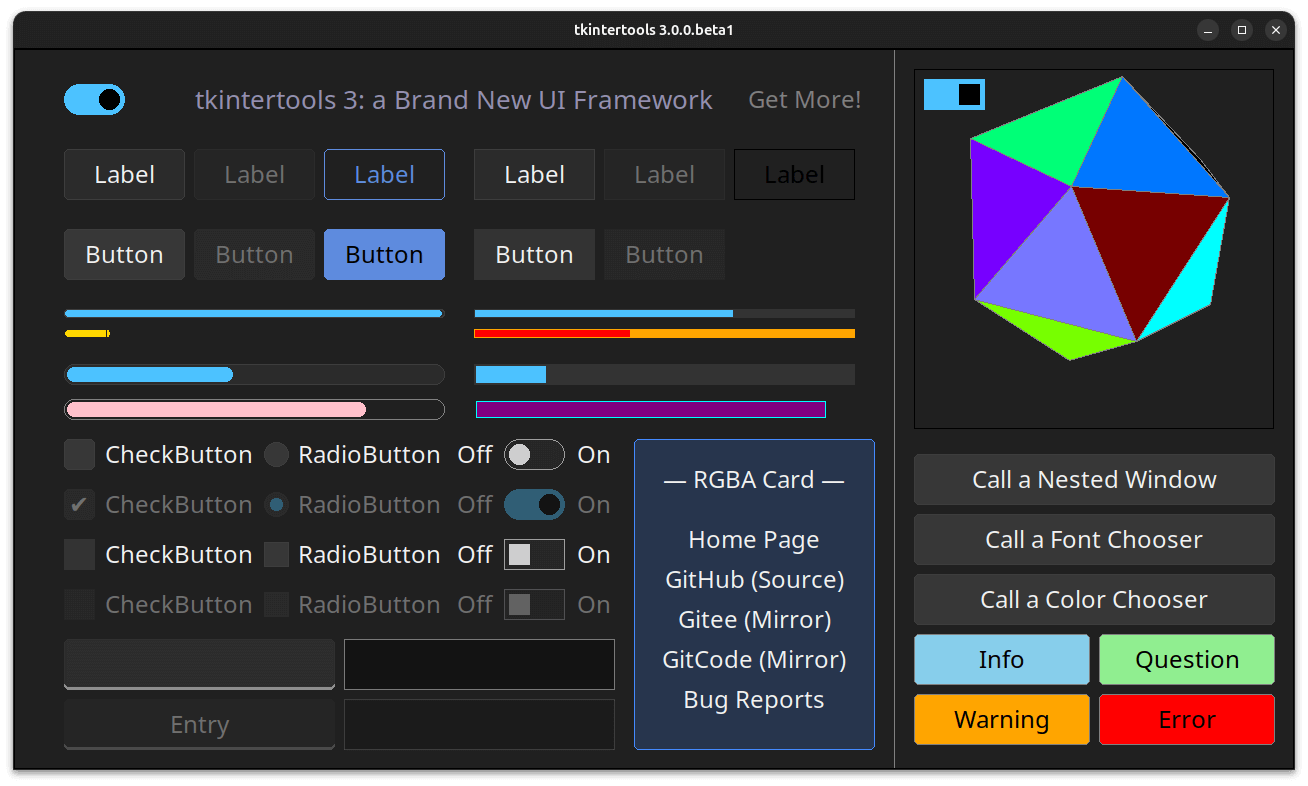 tkintertools 3.0.0.beta1
tkintertools 3: a Brand New UI Framework Get More!
Label Label Label Label Label Label
Button Button Button Button Button
CheckButton RadioButton Off On
CheckButton RadioButton Off On
CheckButton RadioButton Off On
CheckButton RadioButton Off On
Entry
— RGBA Card —
Home Page
GitHub (Source)
Gitee (Mirror)
GitCode (Mirror)
Bug Reports
Call a Nested Window
Call a Font Chooser
Call a Color Chooser
Info Question
Warning Error